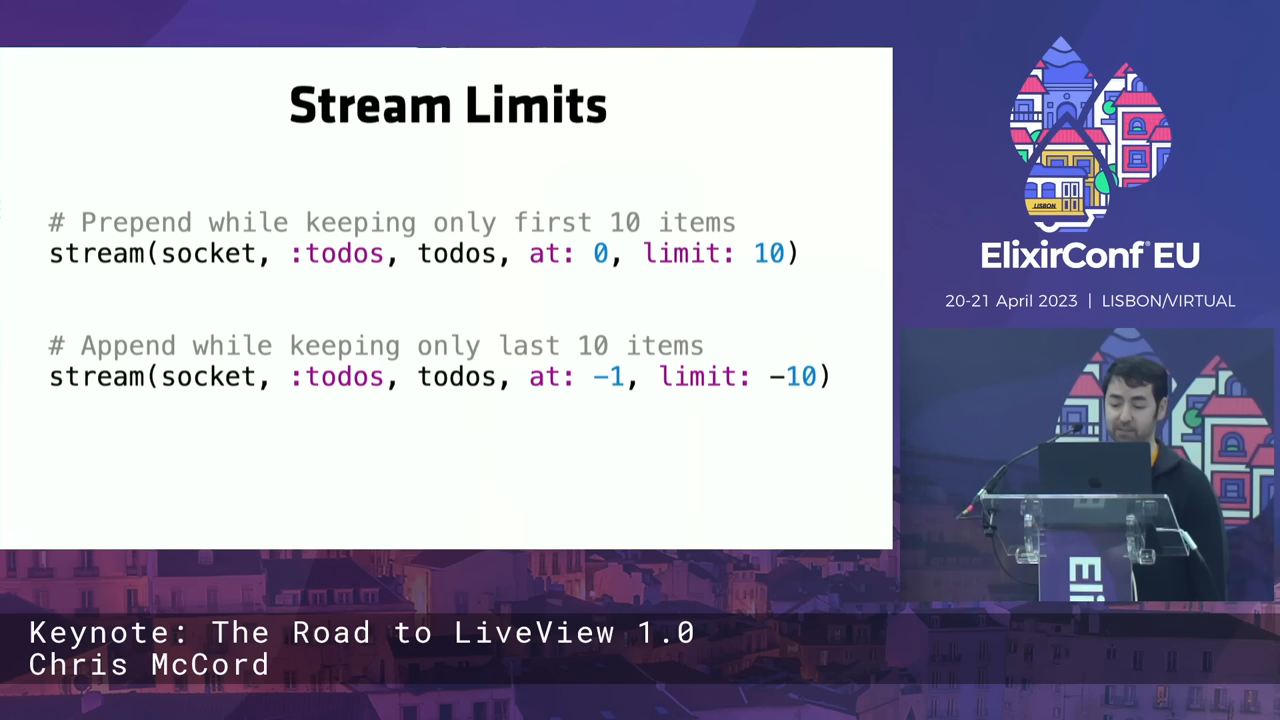 Stream Limits
# Prepend while keeping only first 10 items
stream(socket, :todos, todos, at: 0, limit: 10)
# Append while keeping only last 10 items
stream(socket, :todos, todos, at: -1, limit: -10)
LISBON
ElixirConf EU
20-21 April 2023 | LISBON/VIRTUAL
Eli
Keynote: The Road to LiveView 1.0
Chris McCord